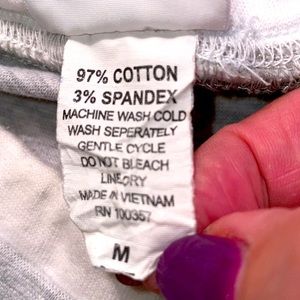 97% COTTON
3% SPANDEX
MACHINE WASH COLD
WASH SEPERATELY
GENTLE CYCLE
DO NOT BLEACH
LINE DRY
MADE IN VIETNAM
RN 100357
M